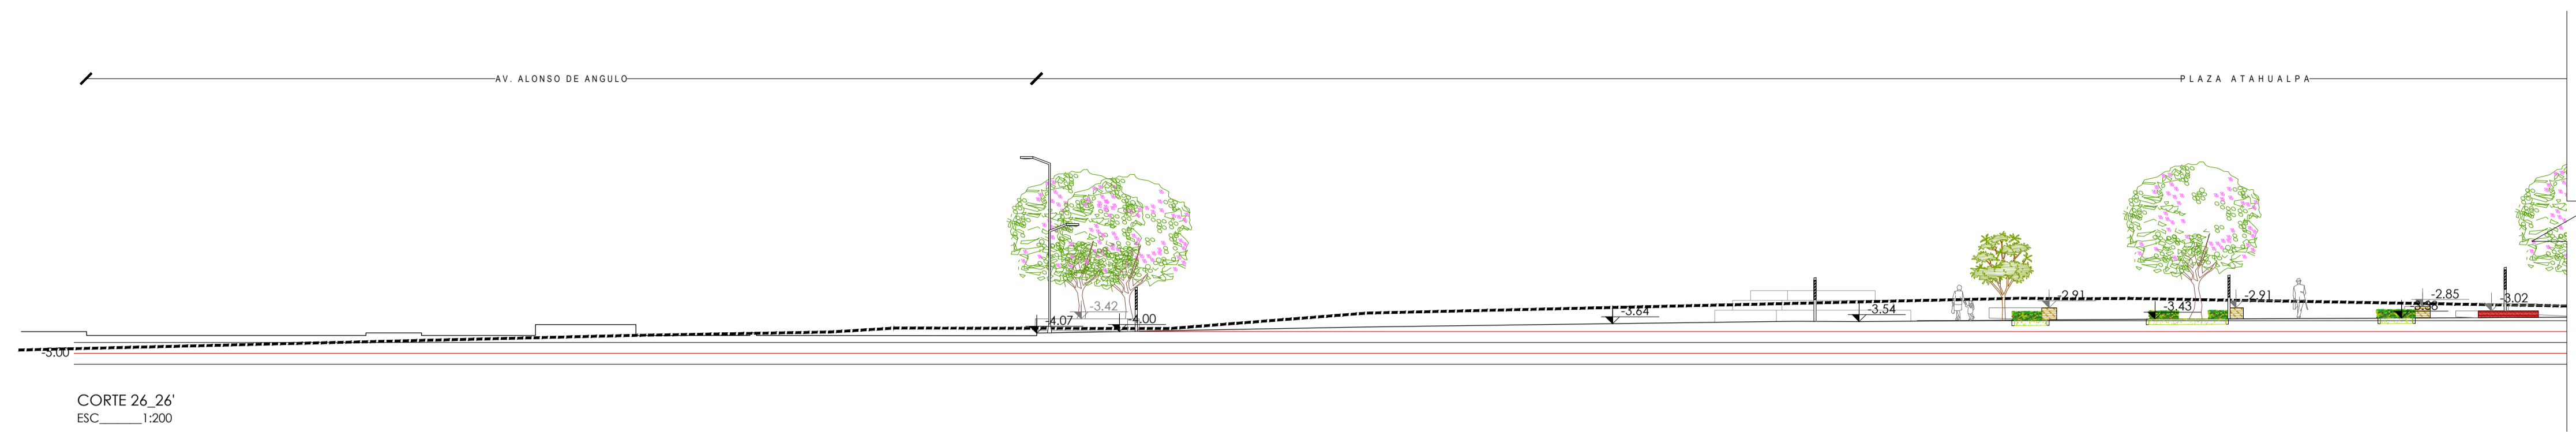 AV. ALONSO DE ANGULO
PLAZA ATAHUALPA
-3.42
-4.07
-4.00
-3.64
-3.54
-2.91
-3.43
-2.91
-2.85
-3.02
-5.00
CORTE 26_26'
ESC______1:200